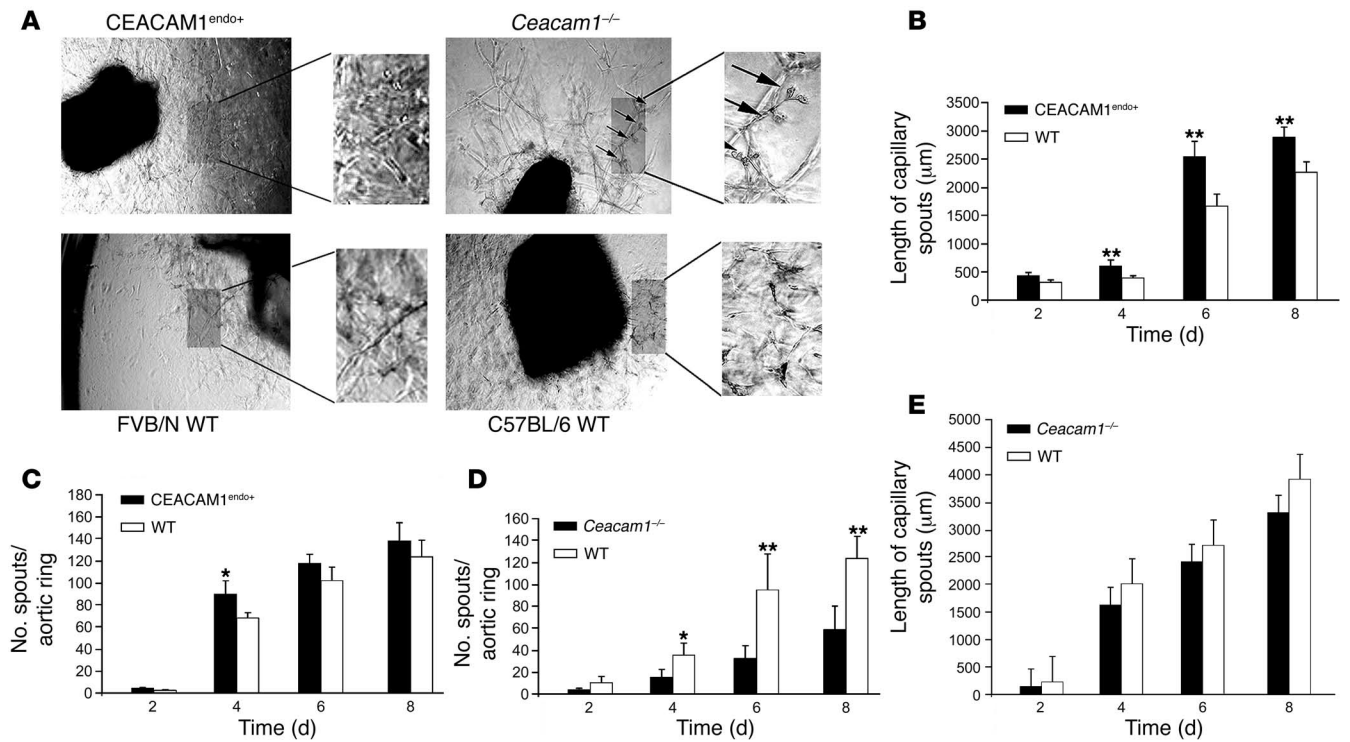 A
CEACAM1endo+
Ceacam1–/–
FVB/N WT
C57BL/6 WT
B
Length of capillary
spouts (μm)
3500
3000
2500
2000
1500
1000
500
0
CEACAM1endo+
WT
**
**
**
2 4 6 8
Time (d)
C
No. spouts/
aortic ring
180
160
140
120
100
80
60
40
20
0
CEACAM1endo+
WT
*
2 4 6 8
Time (d)
D
No. spouts/
aortic ring
160
140
120
100
80
60
40
20
0
Ceacam1–/–
WT
*
**
**
2 4 6 8
Time (d)
E
Length of capillary
spouts (μm)
5000
4500
4000
3500
3000
2500
2000
1500
1000
500
0
Ceacam1–/–
WT
2 4 6 8
Time (d)